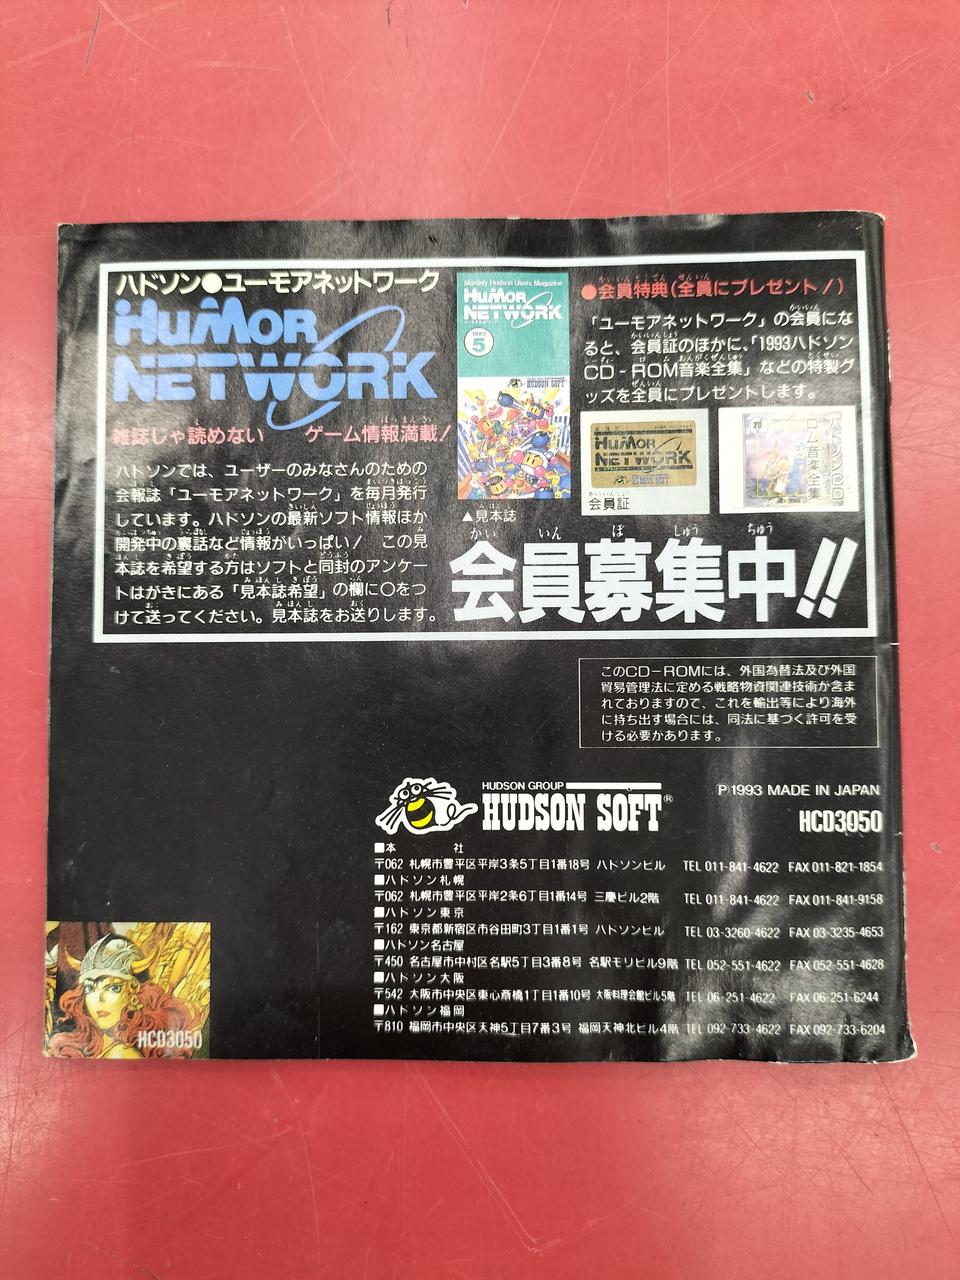 ハドソン●ユーモアネットワーク
HuMOR
NETWORK
雑誌じゃ読めない ゲーム情報満載!
ハドソンでは、ユーザーのみなさんのための
会報誌「ユーモアネットワーク」を毎月発行
しています。ハドソンの最新ソフト情報ほか
開発中の裏話など情報がいっぱい! この見
本誌を希望する方はソフトと同封のアンケー
トはがきにある「見本誌希望」の欄に○をつ
けて送ってください。見本誌をお送りします。
Monthly Hudson Users Magazine
HuMOR
NETWORK
1993
5
HUDSON SOFT
▲見本誌
●会員特典(全員にプレゼント!)
「ユーモアネットワーク」の会員にな
ると、会員証のほかに、「1993ハドソン
CD-ROM音楽全集」などの特製グ
ッズを全員にプレゼントします。
HuMOR
NETWORK
HUDSON SOFT
会員証
20
ハドソンCD
ロム音楽全集
かい いん ぼ しゅう ちゅう
会員募集中!!
このCD-ROMには、外国為替法及び外国
貿易管理法に定める戦略物資関連技術が含ま
れておりますので、これを輸出等により海外
に持ち出す場合には、同法に基づく許可を受
ける必要があります。
HUDSON GROUP
HUDSON SOFT®
Ⓟ1993 MADE IN JAPAN
HCD3050
■本 社
〒062 札幌市豊平区平岸3条5丁目1番18号 ハドソンビル TEL 011-841-4622 FAX 011-821-1854
■ハドソン札幌
〒062 札幌市豊平区平岸2条6丁目1番14号 三慶ビル2階 TEL 011-841-4622 FAX 011-841-9158
■ハドソン東京
〒162 東京都新宿区市谷田町3丁目1番1号 ハドソンビル TEL 03-3260-4622 FAX 03-3235-4653
■ハドソン名古屋
〒450 名古屋市中村区名駅5丁目3番8号 名駅モリビル9階 TEL 052-551-4622 FAX 052-551-4628
■ハドソン大阪
〒542 大阪市中央区東心斎橋1丁目1番10号 大阪料理会館ビル5階 TEL 06-251-4622 FAX 06-251-6244
■ハドソン福岡
〒810 福岡市中央区天神5丁目7番3号 福岡天神北ビル4階 TEL 092-733-4622 FAX 092-733-6204
HCD3050